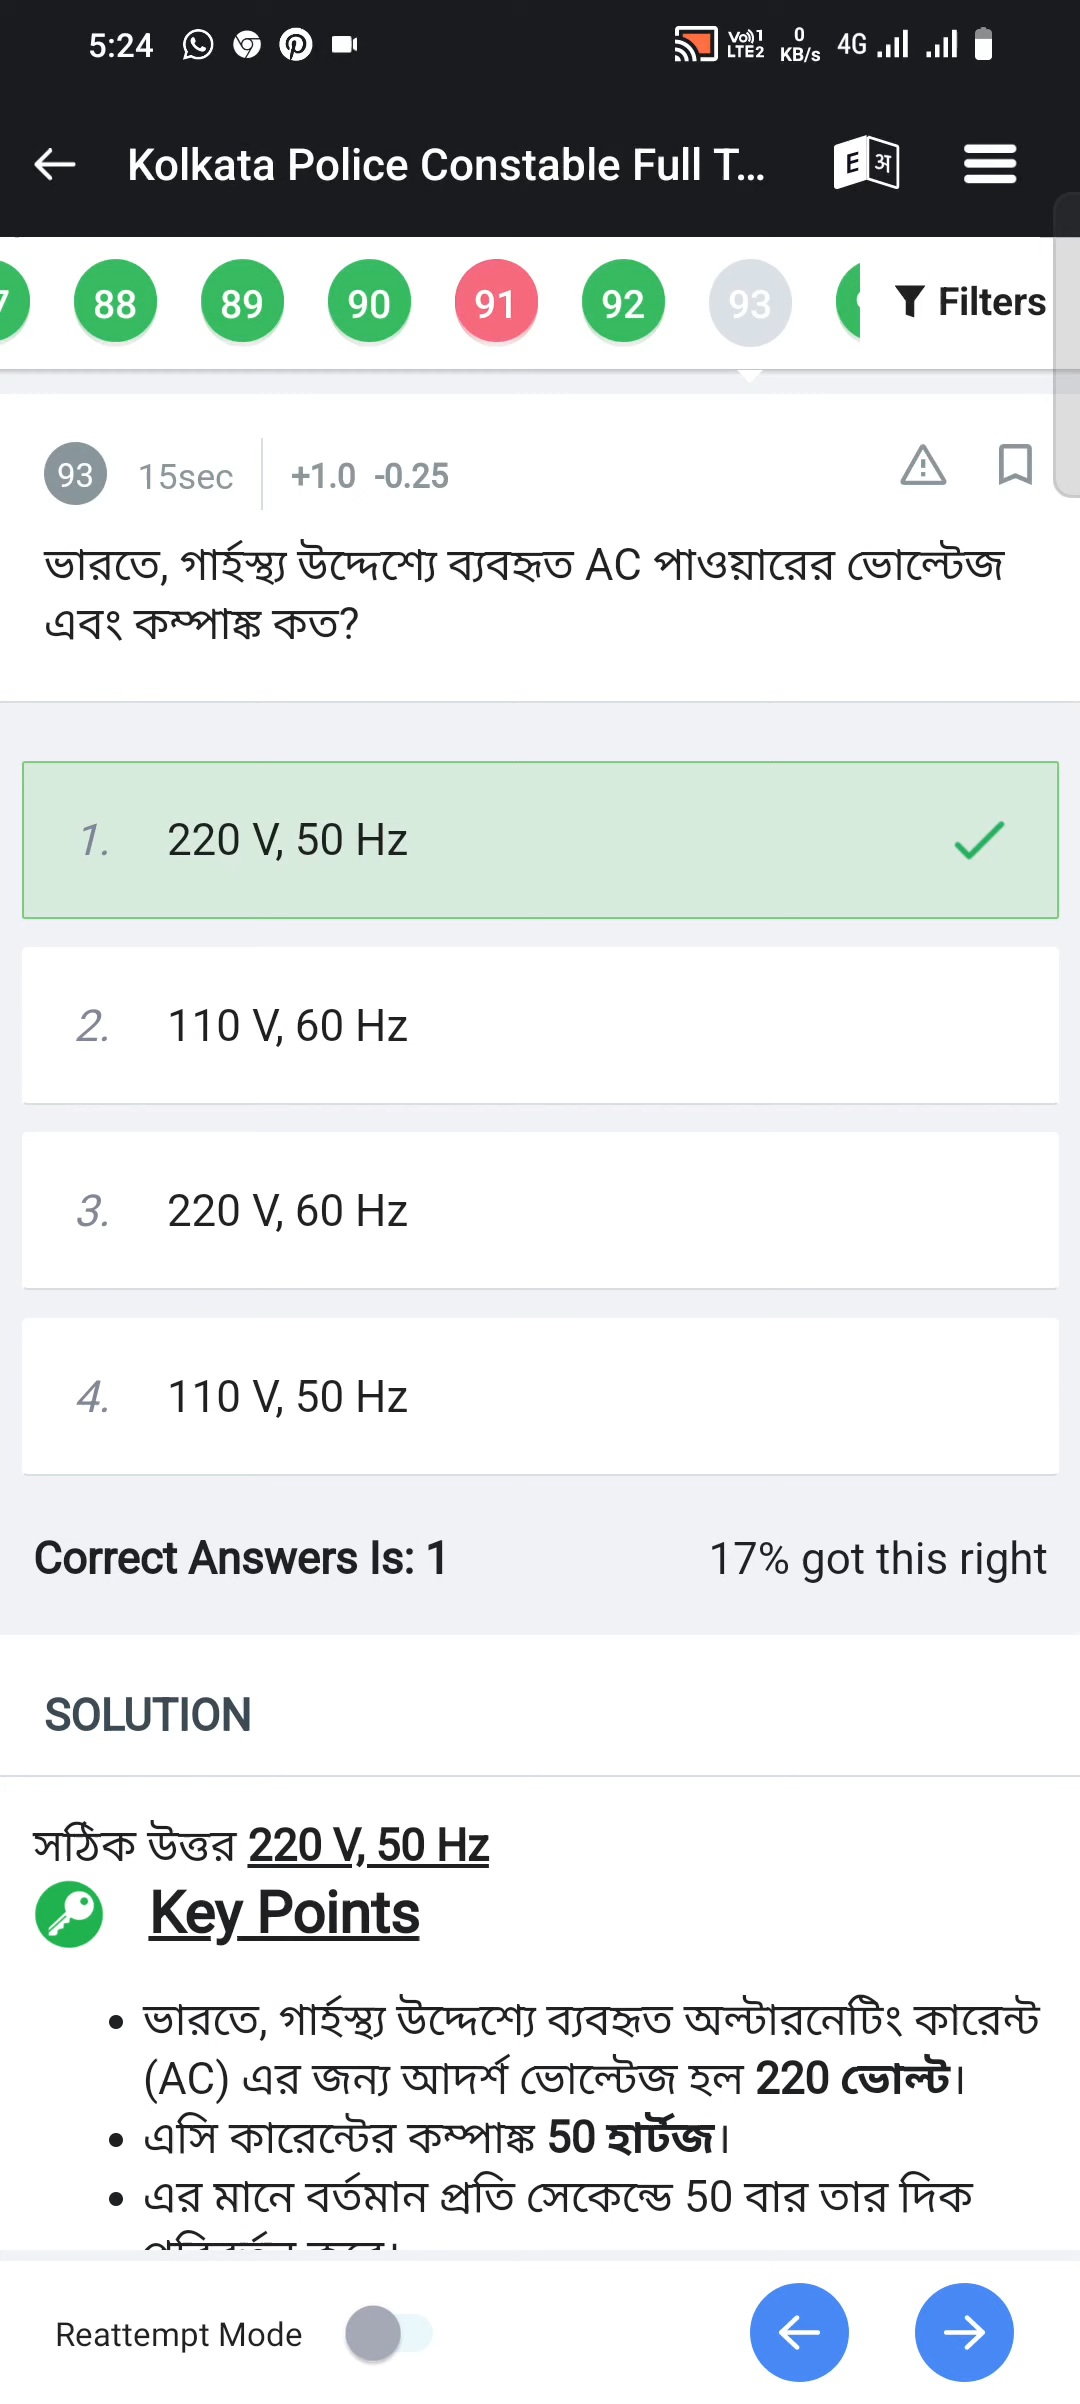 5:24 Vo)) 1 LTE2 0 KB/s 4G
Kolkata Police Constable Full T... E अ
7 88 89 90 91 92 93 Filters
93 15sec +1.0 -0.25
ভারতে, গার্হস্থ্য উদ্দেশ্যে ব্যবহৃত AC পাওয়ারের ভোল্টেজ
এবং কম্পাঙ্ক কত?
1. 220 V, 50 Hz
2. 110 V, 60 Hz
3. 220 V, 60 Hz
4. 110 V, 50 Hz
Correct Answers Is: 1 17% got this right
SOLUTION
সঠিক উত্তর 220 V, 50 Hz
Key Points
• ভারতে, গার্হস্থ্য উদ্দেশ্যে ব্যবহৃত অল্টারনেটিং কারেন্ট
(AC) এর জন্য আদর্শ ভোল্টেজ হল 220 ভোল্ট।
• এসি কারেন্টের কম্পাঙ্ক 50 হার্টজ।
• এর মানে বর্তমান প্রতি সেকেন্ডে 50 বার তার দিক
Reattempt Mode